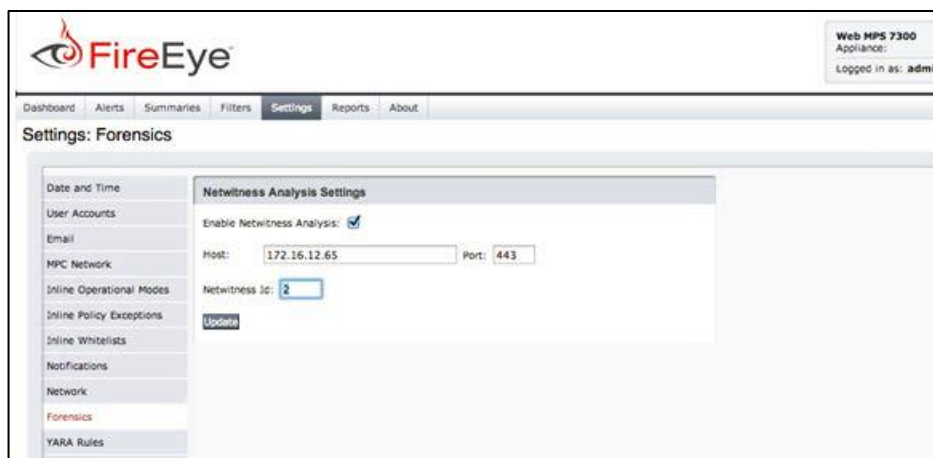 FireEye
Web MPS 7300
Appliance:
Logged in as: admi
Dashboard Alerts Summaries Filters Settings Reports About
Settings: Forensics
Date and Time
User Accounts
Email
MPC Network
Inline Operational Modes
Inline Policy Exceptions
Inline Whitelists
Notifications
Network
Forensics
YARA Rules
Netwitness Analysis Settings
Enable Netwitness Analysis:
Host: 172.16.12.65 Port: 443
Netwitness Id: 2
Update